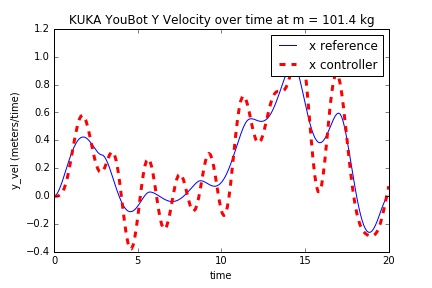 KUKA YouBot Y Velocity over time at m = 101.4 kg
1.2
1.0
0.8
0.6
0.4
0.2
0.0
−0.2
−0.4
y_vel (meters/time)
x reference
x controller
0
5
10
15
20
time